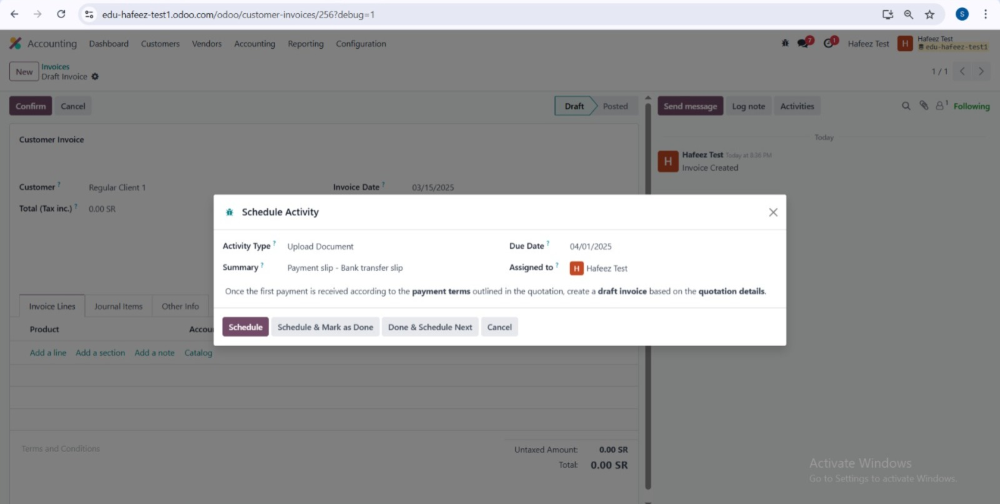 edu-hafeez-test1.odoo.com/odoo/customer-invoices/256?debug=1
S
Accounting Dashboard Customers Vendors Accounting Reporting Configuration
7 1 Hafeez Test H Hafeez Test
edu-hafeez-test1
New Invoices
Draft Invoice
1 / 1
Confirm Cancel Draft Posted
Send message Log note Activities 1 Following
Customer Invoice
Today
H Hafeez Test Today at 8:36 PM
Invoice Created
Customer ? Regular Client 1 Invoice Date ? 03/15/2025
Total (Tax inc.) ? 0.00 SR
Schedule Activity
Activity Type ? Upload Document Due Date ? 04/01/2025
Summary ? Payment slip - Bank transfer slip Assigned to ? H Hafeez Test
Once the first payment is received according to the payment terms outlined in the quotation, create a draft invoice based on the quotation details.
Schedule Schedule & Mark as Done Done & Schedule Next Cancel
Invoice Lines Journal Items Other Info
Product Accou
Add a line Add a section Add a note Catalog
Terms and Conditions
Untaxed Amount: 0.00 SR
Total: 0.00 SR
Activate Windows
Go to Settings to activate Windows.